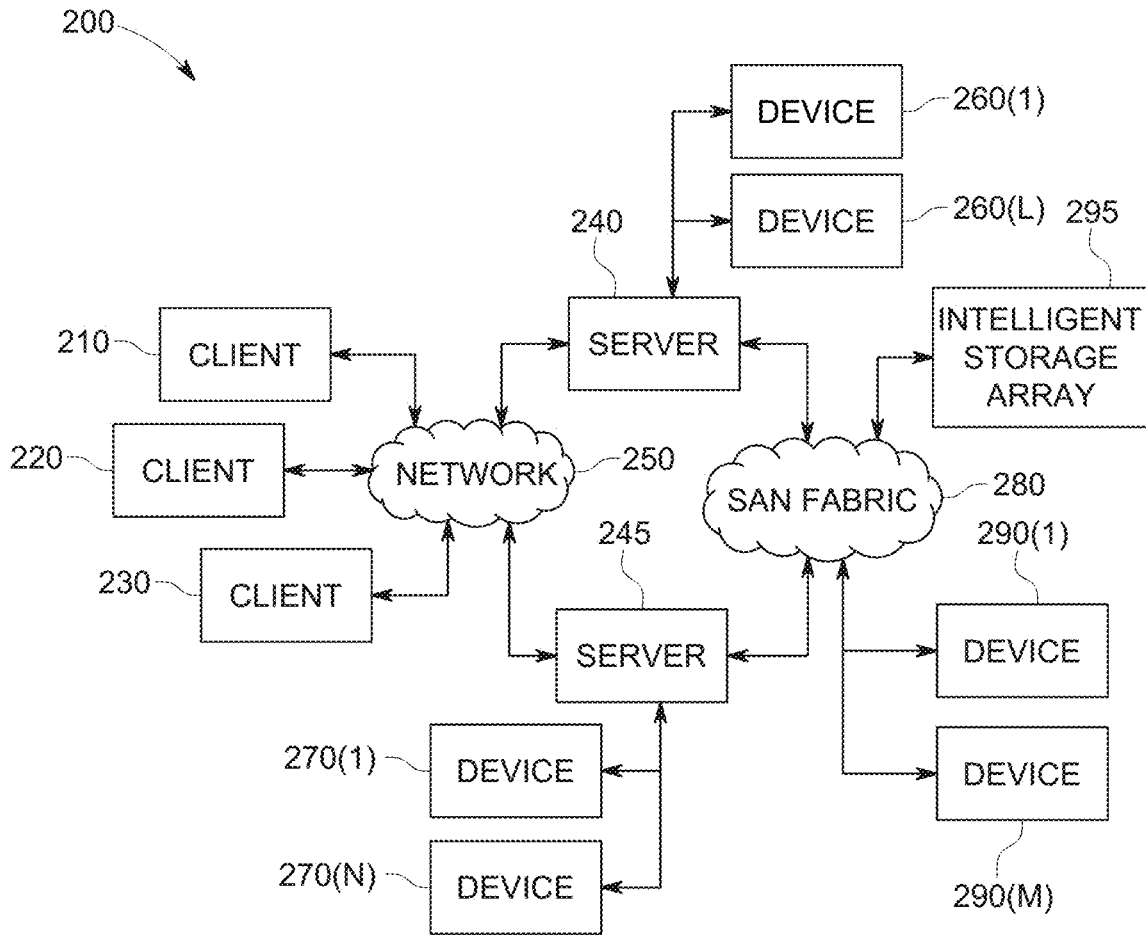 200
DEVICE
260(1)
DEVICE
260(L)
240
295
210
CLIENT
SERVER
INTELLIGENT
STORAGE
ARRAY
220
CLIENT
NETWORK
250
SAN FABRIC
280
230
CLIENT
245
SERVER
290(1)
DEVICE
270(1)
DEVICE
DEVICE
270(N)
DEVICE
290(M)